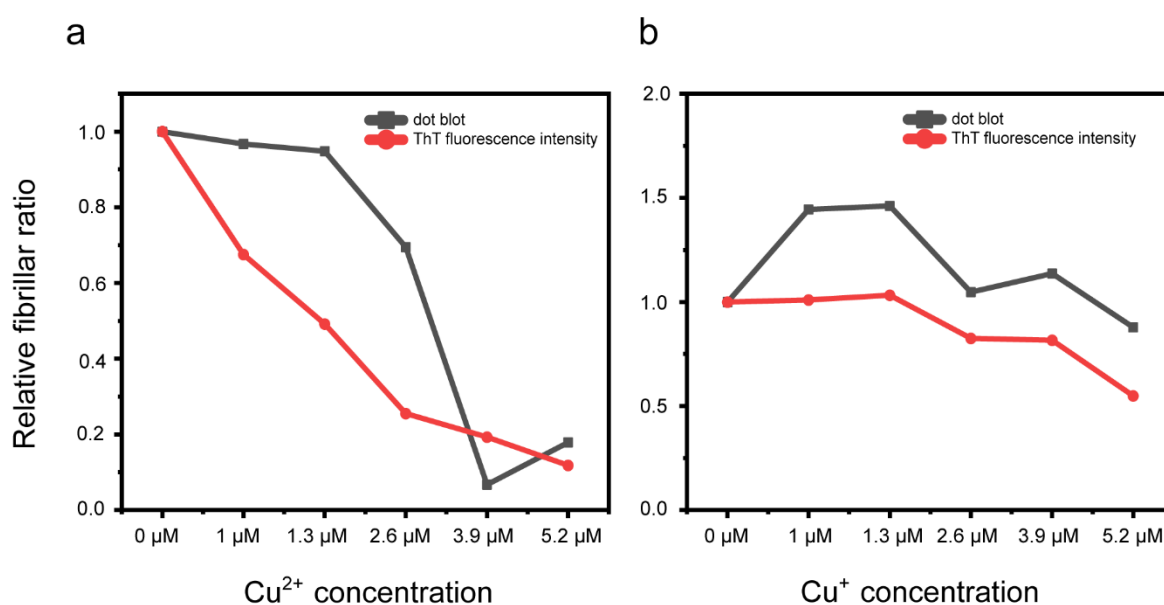 a
b
Relative fibrillar ratio
1.0
0.8
0.6
0.4
0.2
0.0
dot blot
ThT fluorescence intensity
0 µM 1 µM 1.3 µM 2.6 µM 3.9 µM 5.2 µM
Cu²⁺ concentration
2.0
1.5
1.0
0.5
0.0
dot blot
ThT fluorescence intensity
0 µM 1 µM 1.3 µM 2.6 µM 3.9 µM 5.2 µM
Cu⁺ concentration